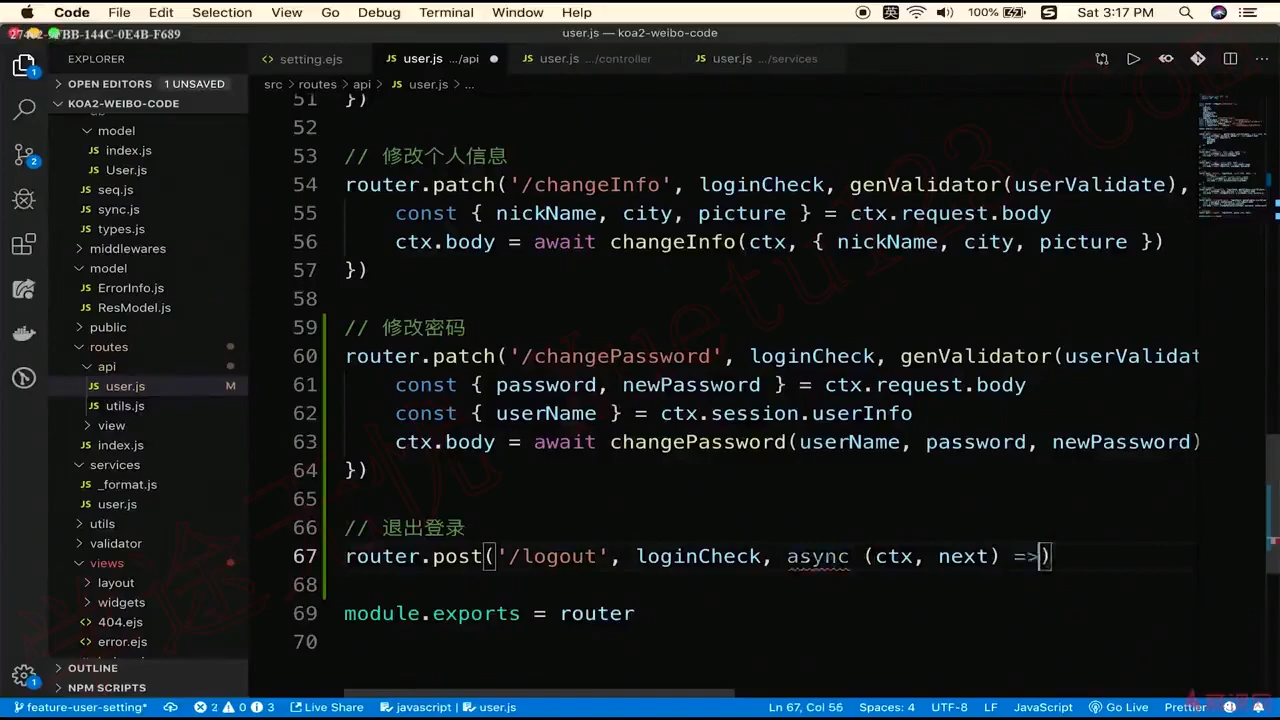 Code File Edit Selection View Go Debug Terminal Window Help 英 100% Sat 3:17 PM
user.js — koa2-weibo-code
EXPLORER
setting.ejs user.js .../api user.js .../controller user.js .../services
OPEN EDITORS 1 UNSAVED
src › routes › api › user.js › ...
KOA2-WEIBO-CODE
model
index.js
User.js
seq.js
sync.js
types.js
middlewares
model
ErrorInfo.js
ResModel.js
public
routes
api
user.js M
utils.js
view
index.js
services
_format.js
user.js
utils
validator
views
layout
widgets
404.ejs
error.ejs
OUTLINE
NPM SCRIPTS
51 })
52
53 // 修改个人信息
54 router.patch('/changeInfo', loginCheck, genValidator(userValidate),
55 const { nickName, city, picture } = ctx.request.body
56 ctx.body = await changeInfo(ctx, { nickName, city, picture })
57 })
58
59 // 修改密码
60 router.patch('/changePassword', loginCheck, genValidator(userValidat
61 const { password, newPassword } = ctx.request.body
62 const { userName } = ctx.session.userInfo
63 ctx.body = await changePassword(userName, password, newPassword)
64 })
65
66 // 退出登录
67 router.post('/logout', loginCheck, async (ctx, next) =>)
68
69 module.exports = router
70
feature-user-setting* 2 0 3 Live Share javascript user.js Ln 67, Col 56 Spaces: 4 UTF-8 LF JavaScript Go Live Prettier